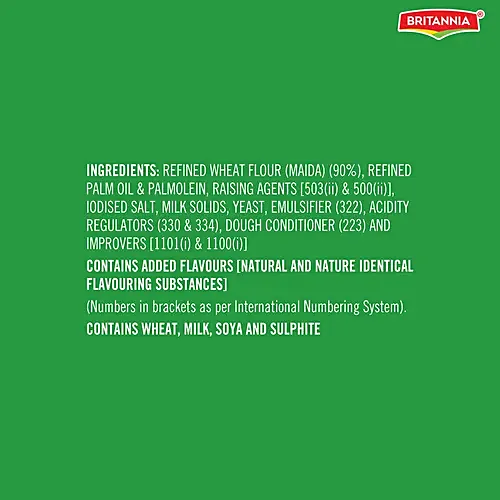 BRITANNIA
INGREDIENTS: REFINED WHEAT FLOUR (MAIDA) (90%), REFINED
PALM OIL & PALMOLEIN, RAISING AGENTS [503(ii) & 500(ii)],
IODISED SALT, MILK SOLIDS, YEAST, EMULSIFIER (322), ACIDITY
REGULATORS (330 & 334), DOUGH CONDITIONER (223) AND
IMPROVERS [1101(i) & 1100(i)]
CONTAINS ADDED FLAVOURS [NATURAL AND NATURE IDENTICAL
FLAVOURING SUBSTANCES]
(Numbers in brackets as per International Numbering System).
CONTAINS WHEAT, MILK, SOYA AND SULPHITE